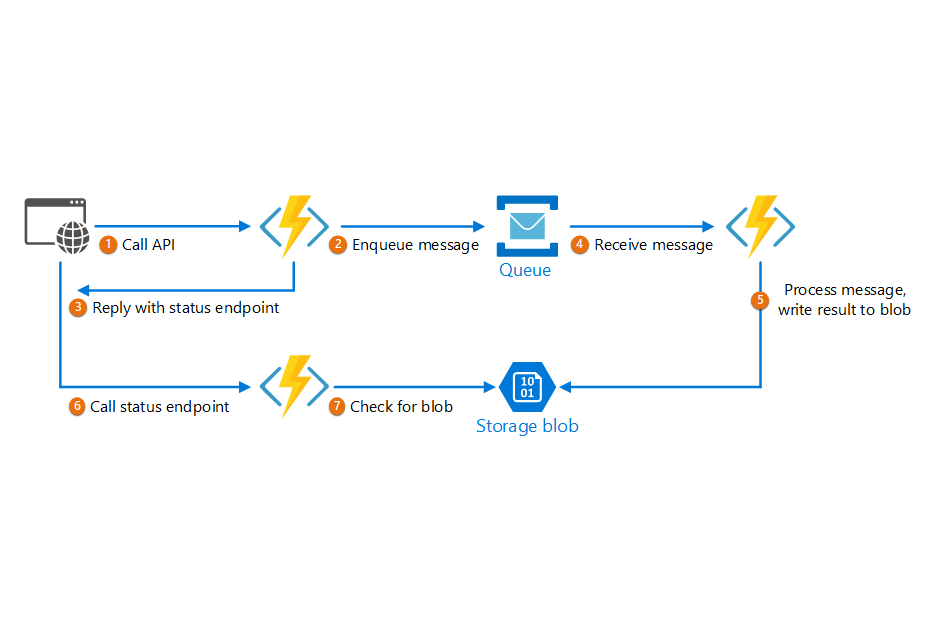 1 Call API
2 Enqueue message
Queue
4 Receive message
3 Reply with status endpoint
5 Process message,
write result to blob
6 Call status endpoint
7 Check for blob
10
01
Storage blob